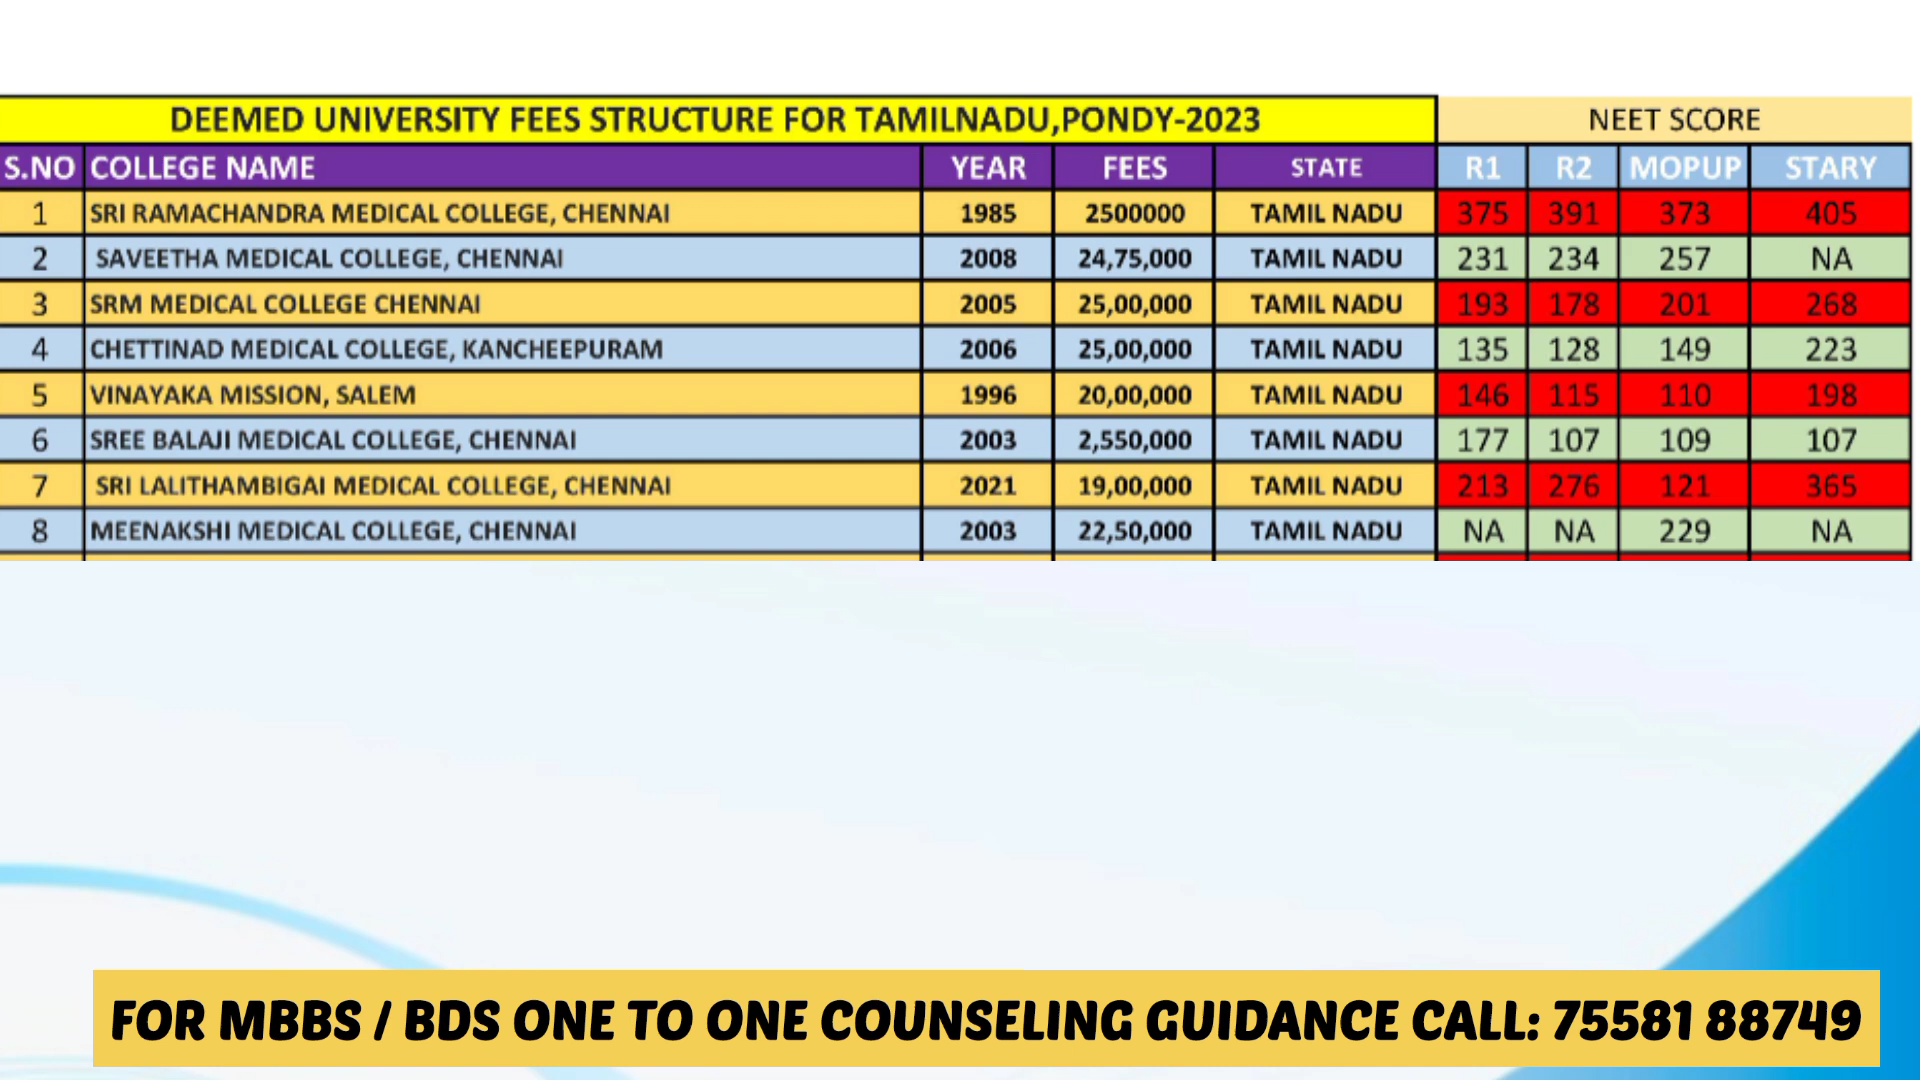 DEEMED UNIVERSITY FEES STRUCTURE FOR TAMILNADU,PONDY-2023 NEET SCORE
S.NO COLLEGE NAME YEAR FEES STATE R1 R2 MOPUP STARY
1 SRI RAMACHANDRA MEDICAL COLLEGE, CHENNAI 1985 2500000 TAMIL NADU 375 391 373 405
2 SAVEETHA MEDICAL COLLEGE, CHENNAI 2008 24,75,000 TAMIL NADU 231 234 257 NA
3 SRM MEDICAL COLLEGE CHENNAI 2005 25,00,000 TAMIL NADU 193 178 201 268
4 CHETTINAD MEDICAL COLLEGE, KANCHEEPURAM 2006 25,00,000 TAMIL NADU 135 128 149 223
5 VINAYAKA MISSION, SALEM 1996 20,00,000 TAMIL NADU 146 115 110 198
6 SREE BALAJI MEDICAL COLLEGE, CHENNAI 2003 2,550,000 TAMIL NADU 177 107 109 107
7 SRI LALITHAMBIGAI MEDICAL COLLEGE, CHENNAI 2021 19,00,000 TAMIL NADU 213 276 121 365
8 MEENAKSHI MEDICAL COLLEGE, CHENNAI 2003 22,50,000 TAMIL NADU NA NA 229 NA
FOR MBBS / BDS ONE TO ONE COUNSELING GUIDANCE CALL: 75581 88749